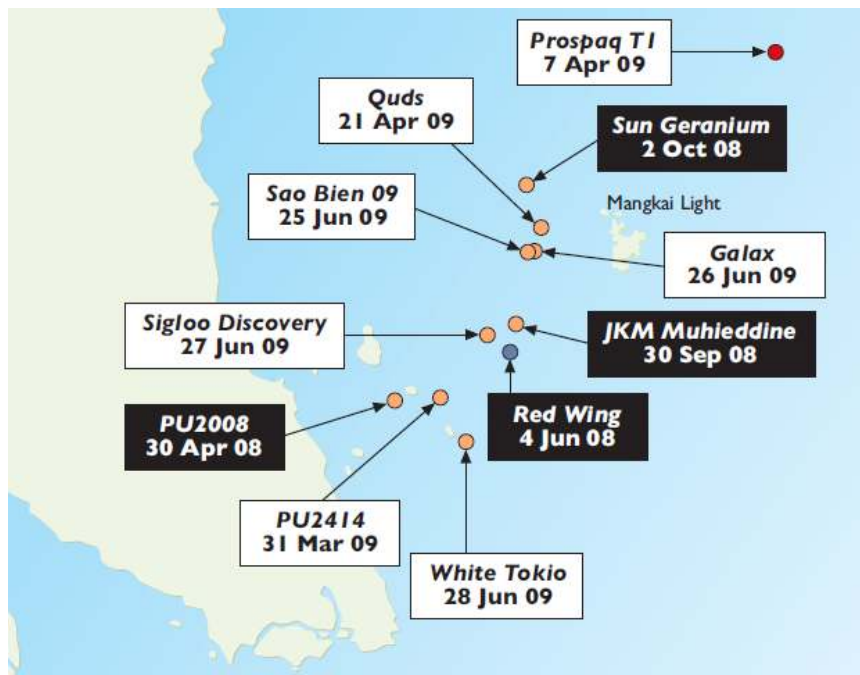 Prospaq T1
7 Apr 09
Quds
21 Apr 09
Sun Geranium
2 Oct 08
Sao Bien 09
25 Jun 09
Mangkai Light
Galax
26 Jun 09
Sigloo Discovery
27 Jun 09
JKM Muhieddine
30 Sep 08
PU2008
30 Apr 08
Red Wing
4 Jun 08
PU2414
31 Mar 09
White Tokio
28 Jun 09